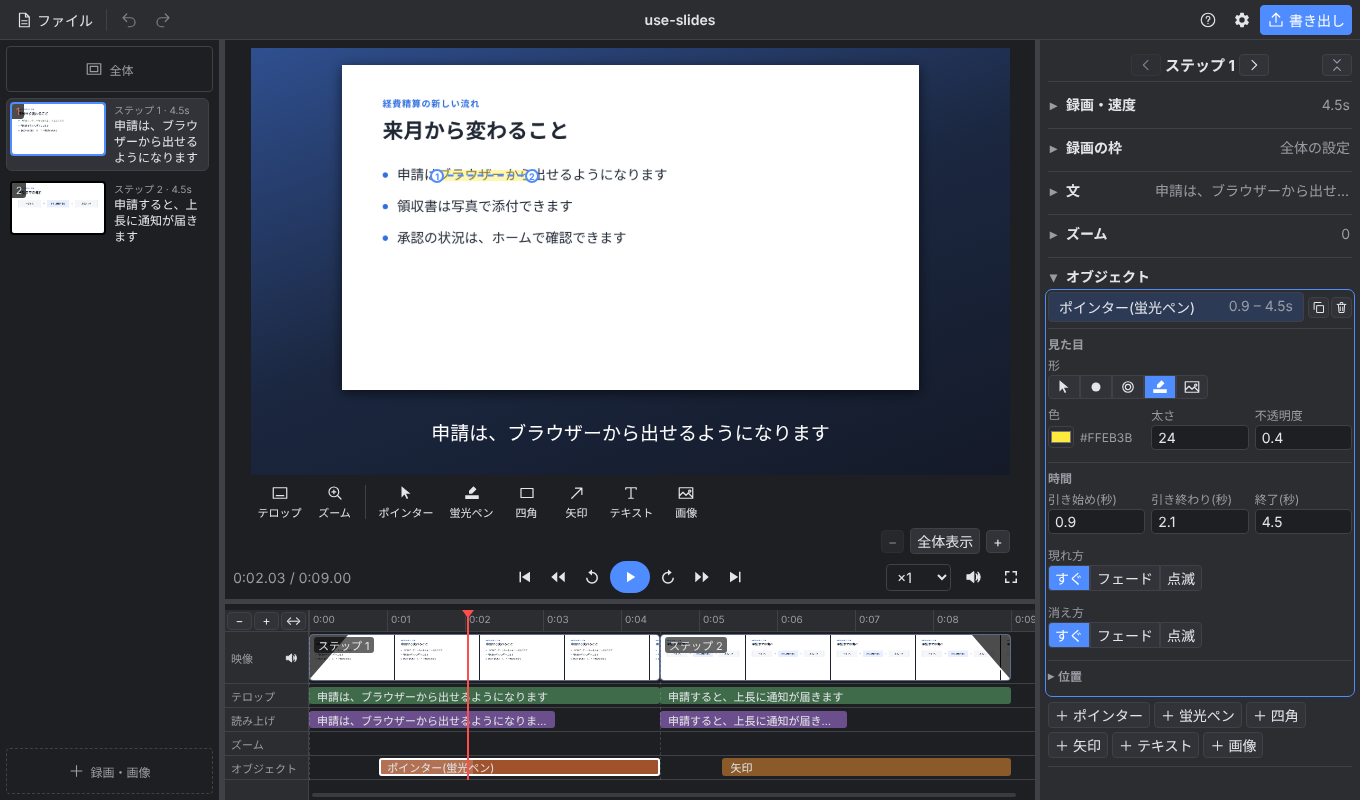 ファイル
use-slides
書き出し
全体
1
ステップ 1 · 4.5s
申請は、ブラウ
ザーから出せる
ようになります
2
ステップ 2 · 4.5s
申請すると、上
長に通知が届き
ます
+ 録画・画像
経費精算の新しい流れ
来月から変わること
• 申請は①ブラウザーから②出せるようになります
• 領収書は写真で添付できます
• 承認の状況は、ホームで確認できます
申請は、ブラウザーから出せるようになります
テロップ ズーム ポインター 蛍光ペン 四角 矢印 テキスト 画像
− 全体表示 +
0:02.03 / 0:09.00
×1
− + 0:00 0:01 0:02 0:03 0:04 0:05 0:06 0:07 0:08 0:09
映像 ステップ 1 ステップ 2
テロップ 申請は、ブラウザーから出せるようになります 申請すると、上長に通知が届きます
読み上げ 申請は、ブラウザーから出せるようになりま... 申請すると、上長に通知が届き...
ズーム
オブジェクト ポインター(蛍光ペン) 矢印
ステップ 1
録画・速度 4.5s
録画の枠 全体の設定
文 申請は、ブラウザーから出せ...
ズーム 0
オブジェクト
ポインター(蛍光ペン) 0.9 – 4.5s
見た目
形
色 太さ 不透明度
#FFEB3B 24 0.4
時間
引き始め(秒) 引き終わり(秒) 終了(秒)
0.9 2.1 4.5
現れ方
すぐ フェード 点滅
消え方
すぐ フェード 点滅
位置
+ ポインター + 蛍光ペン + 四角
+ 矢印 + テキスト + 画像